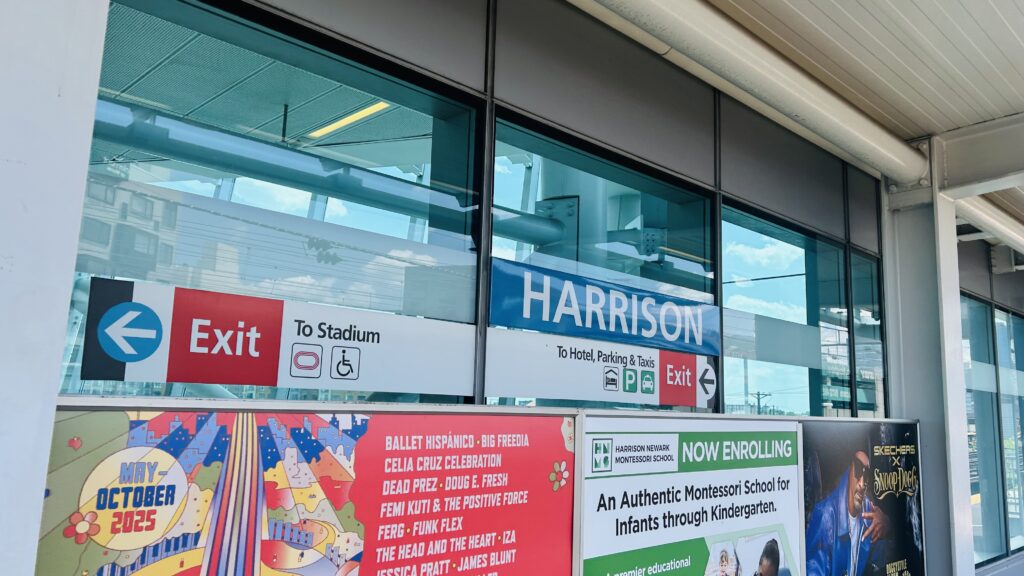 Exit
To Stadium
HARRISON
To Hotel, Parking & Taxis
P
Exit
MAY-
OCTOBER
2025
BALLET HISPÁNICO · BIG FREEDIA
CELIA CRUZ CELEBRATION
DEAD PREZ · DOUG E. FRESH
FEMI KUTI & THE POSITIVE FORCE
FERG · FUNK FLEX
THE HEAD AND THE HEART · IZA
JESSICA PRATT · JAMES BLUNT
HM
HARRISON NEWARK
MONTESSORI SCHOOL
NOW ENROLLING
An Authentic Montessori School for
Infants through Kindergarten.
A premier educational
SKECHERS
X
SNOOP DOGG